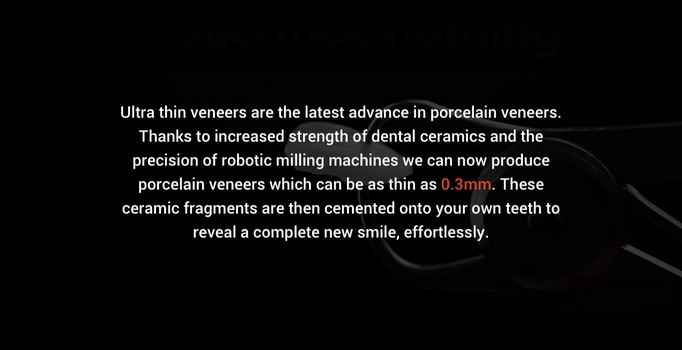 Ultra thin veneers are the latest advance in porcelain veneers.
Thanks to increased strength of dental ceramics and the
precision of robotic milling machines we can now produce
porcelain veneers which can be as thin as 0.3mm. These
ceramic fragments are then cemented onto your own teeth to
reveal a complete new smile, effortlessly.